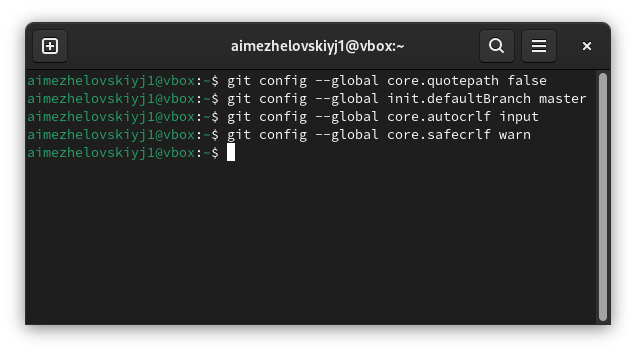 aimezhelovskiyj1@vbox:~
aimezhelovskiyj1@vbox:~$ git config --global core.quotepath false
aimezhelovskiyj1@vbox:~$ git config --global init.defaultBranch master
aimezhelovskiyj1@vbox:~$ git config --global core.autocrlf input
aimezhelovskiyj1@vbox:~$ git config --global core.safecrlf warn
aimezhelovskiyj1@vbox:~$